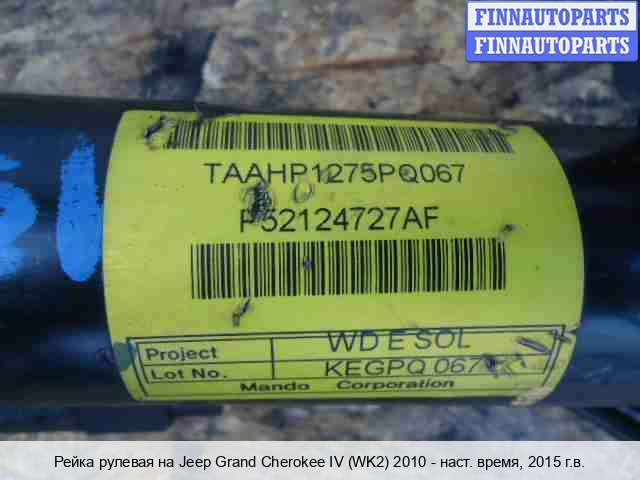 FINNAUTOPARTS
FINNAUTOPARTS
TAAHP1275PQ067
P52124727AF
Project WD E SOL
Lot No. KEGPQ 067
Mando Corporation
Рейка рулевая на Jeep Grand Cherokee IV (WK2) 2010 - наст. время, 2015 г.в.